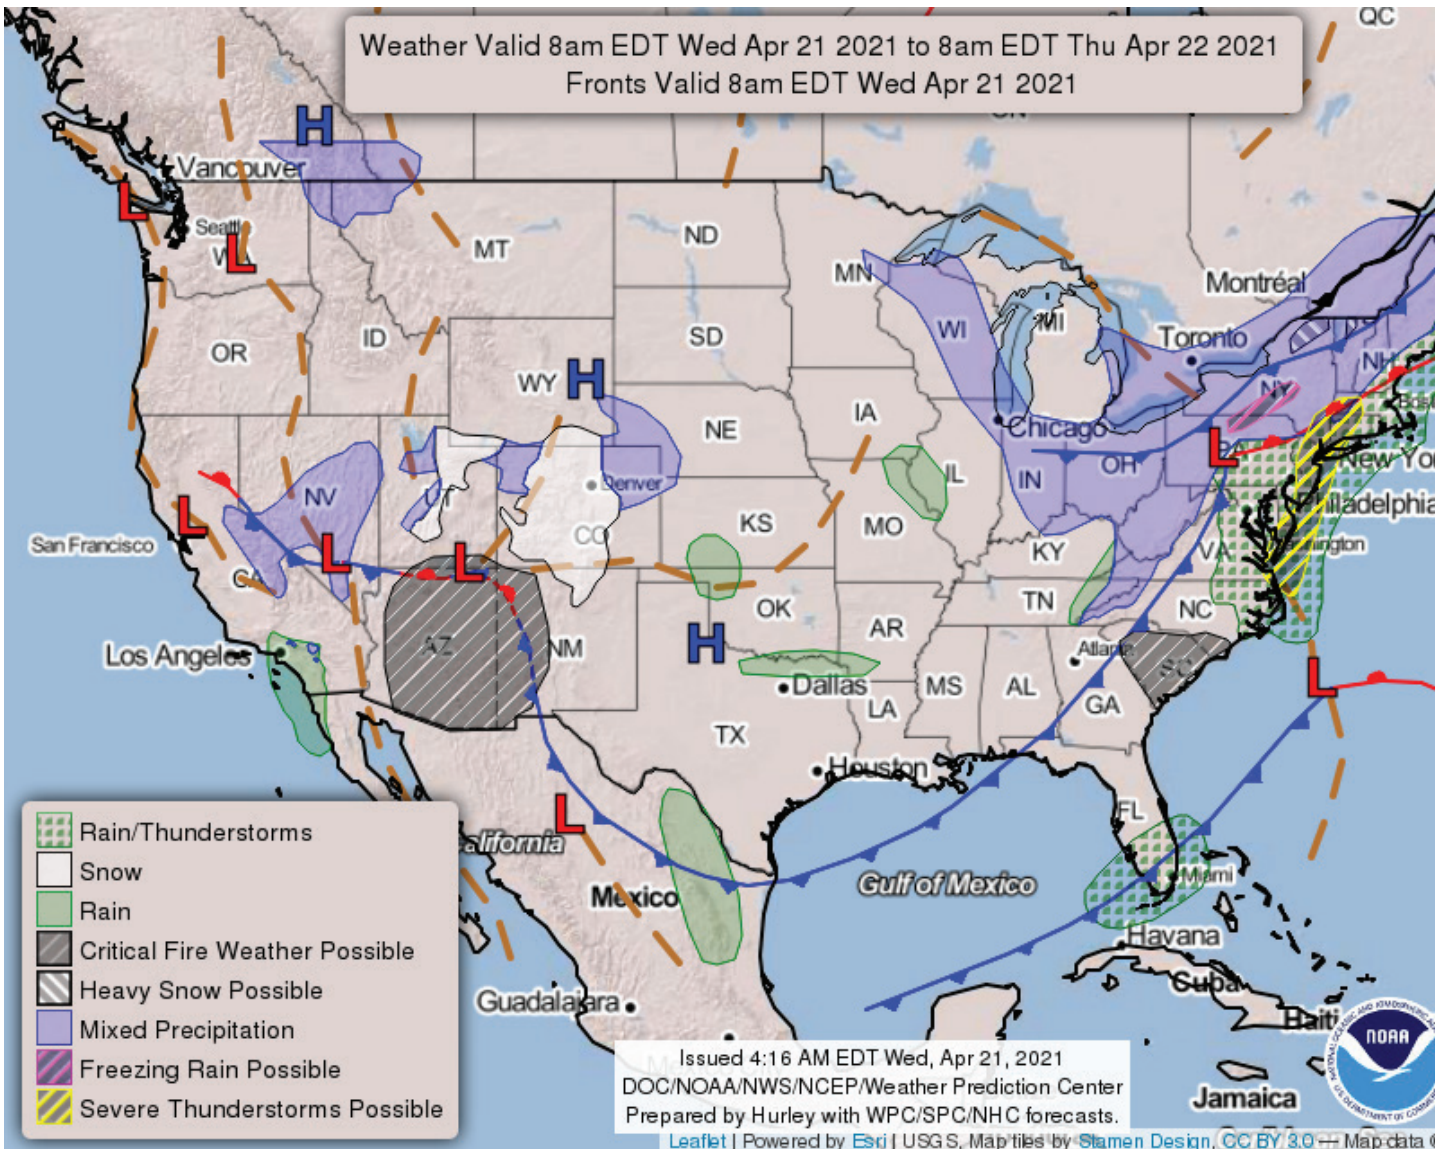 QC
Weather Valid 8am EDT Wed Apr 21 2021 to 8am EDT Thu Apr 22 2021
Fronts Valid 8am EDT Wed Apr 21 2021
H
Vancouver
L
Seattle
L
MT
ND
MN
Montréal
OR
ID
SD
WI
MI
Toronto
WY
H
NH
NY
IA
NE
Chicago
L
PA
OH
New Yor
NV
UT
Denver
IL
IN
L
CO
KS
MO
Philadelphia
San Francisco
L
L
KY
VA
CA
OK
TN
NC
AZ
NM
H
AR
Los Angeles
Atlanta
SC
Dallas
MS
AL
GA
L
LA
TX
Houston
L
FL
alifornia
Mexico
Gulf of Mexico
Miami
Havana
Cuba
Guadalajara
Haiti
Jamaica
Rain/Thunderstorms
Snow
Rain
Critical Fire Weather Possible
Heavy Snow Possible
Mixed Precipitation
Freezing Rain Possible
Severe Thunderstorms Possible
Issued 4:16 AM EDT Wed, Apr 21, 2021
DOC/NOAA/NWS/NCEP/Weather Prediction Center
Prepared by Hurley with WPC/SPC/NHC forecasts.
NOAA
Leaflet | Powered by Esri | USGS, Map tiles by Stamen Design, CC BY 3.0 — Map data ©